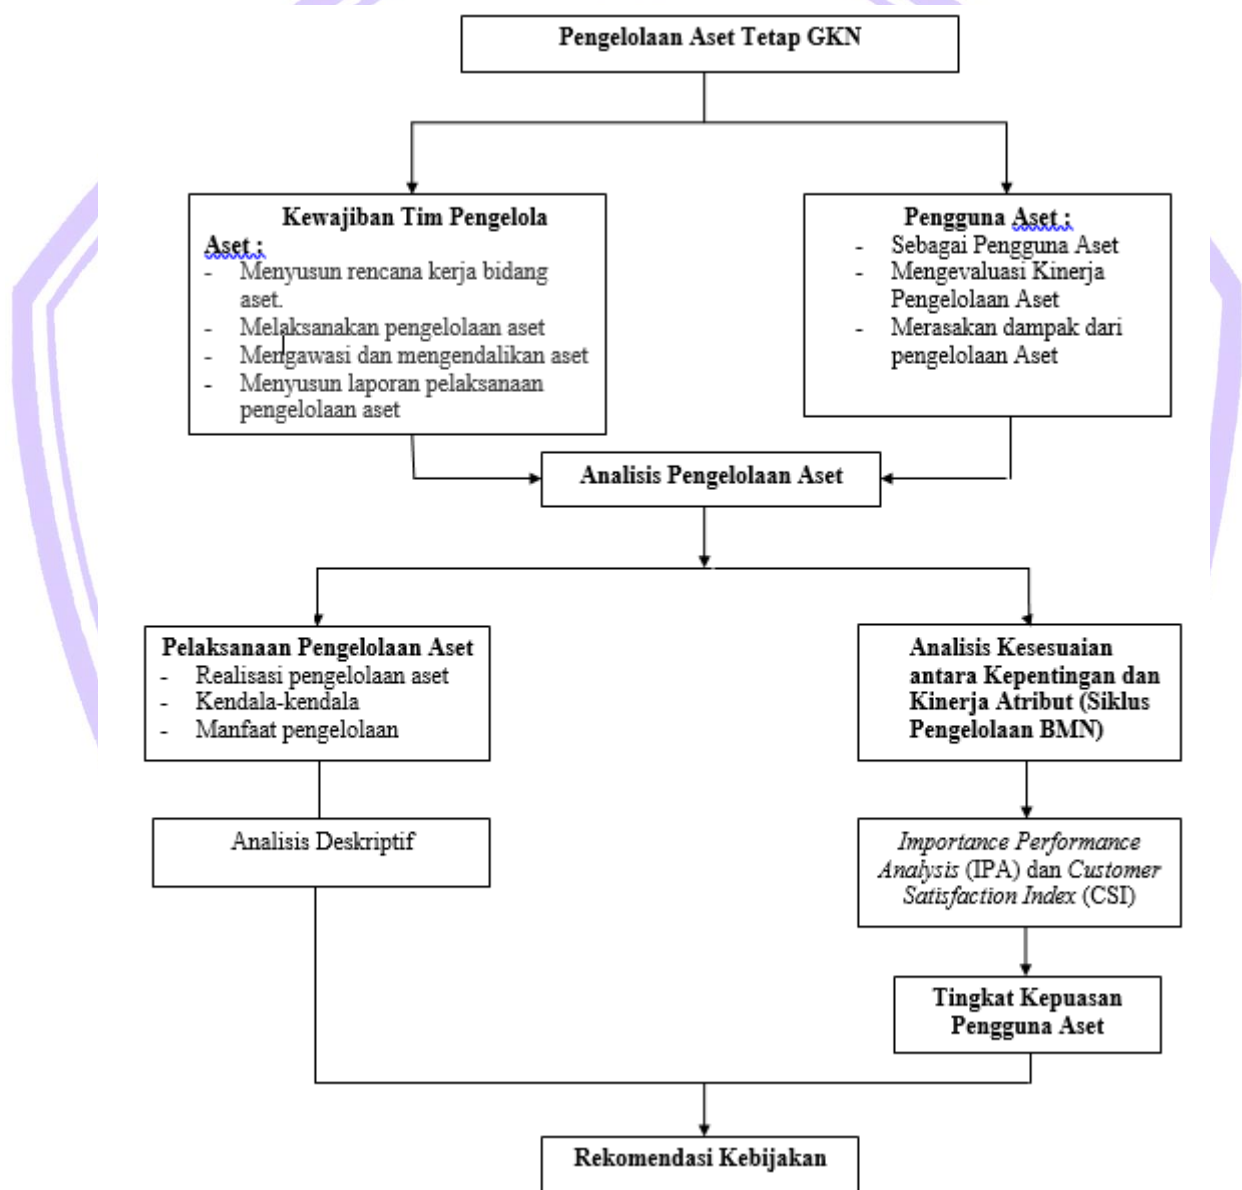 Pengelolaan Aset Tetap GKN
Kewajiban Tim Pengelola
Aset :
- Menyusun rencana kerja bidang
aset.
- Melaksanakan pengelolaan aset
- Mengawasi dan mengendalikan aset
- Menyusun laporan pelaksanaan
pengelolaan aset
Pengguna Aset :
- Sebagai Pengguna Aset
- Mengevaluasi Kinerja
Pengelolaan Aset
- Merasakan dampak dari
pengelolaan Aset
Analisis Pengelolaan Aset
Pelaksanaan Pengelolaan Aset
- Realisasi pengelolaan aset
- Kendala-kendala
- Manfaat pengelolaan
Analisis Kesesuaian
antara Kepentingan dan
Kinerja Atribut (Siklus
Pengelolaan BMN)
Analisis Deskriptif
Importance Performance
Analysis (IPA) dan Customer
Satisfaction Index (CSI)
Tingkat Kepuasan
Pengguna Aset
Rekomendasi Kebijakan